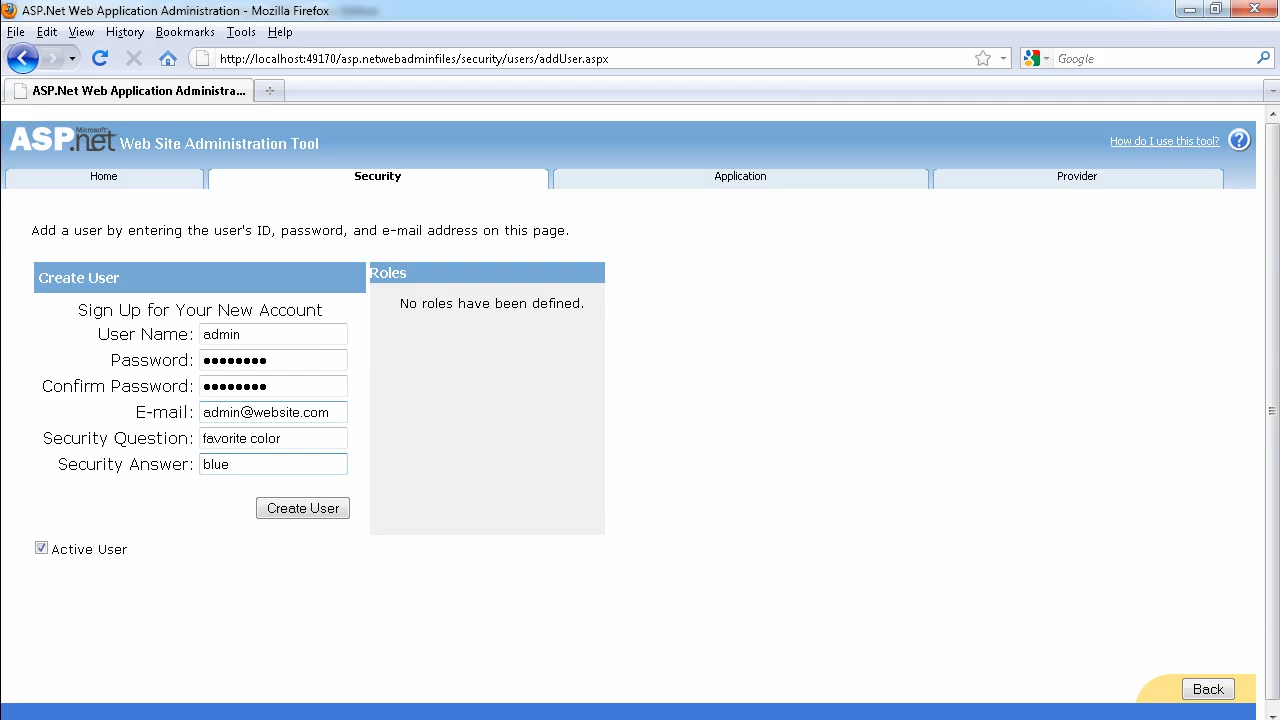 ASP.Net Web Application Administration - Mozilla Firefox
File Edit View History Bookmarks Tools Help
http://localhost:49170/asp.netwebadminfiles/security/users/addUser.aspx
Google
ASP.Net Web Application Administra...
Microsoft
ASP.net Web Site Administration Tool
How do I use this tool? ?
Home Security Application Provider
Add a user by entering the user's ID, password, and e-mail address on this page.
Create User
Sign Up for Your New Account
User Name: admin
Password: ●●●●●●●●
Confirm Password: ●●●●●●●●
E-mail: admin@website.com
Security Question: favorite color
Security Answer: blue
Create User
Active User
Roles
No roles have been defined.
Back